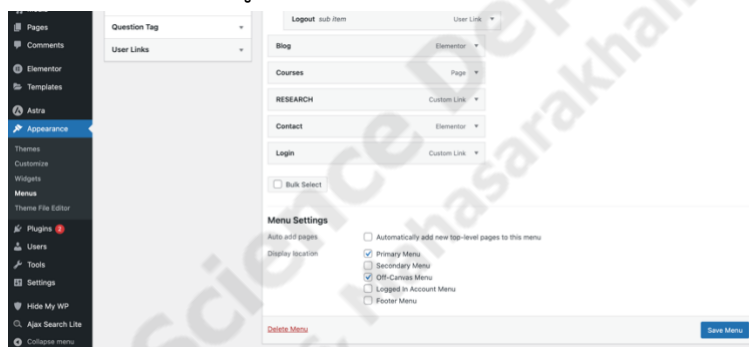 Pages
Comments
Elementor
Templates
Astra
Appearance
Themes
Customize
Widgets
Menus
Theme File Editor
Plugins 2
Users
Tools
Settings
Hide My WP
Ajax Search Lite
Collapse menu
Question Tag
User Links
Logout sub item User Link
Blog Elementor
Courses Page
RESEARCH Custom Link
Contact Elementor
Login Custom Link
Bulk Select
Menu Settings
Auto add pages Automatically add new top-level pages to this menu
Display location Primary Menu
Secondary Menu
Off-Canvas Menu
Logged In Account Menu
Footer Menu
Delete Menu Save Menu